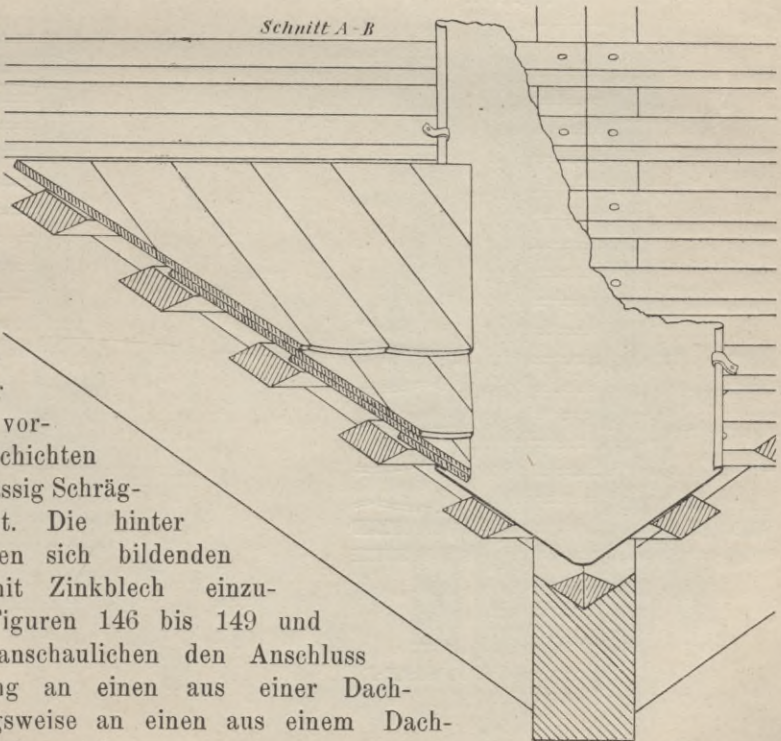 Schnitt A-B
vor-
chichten
ssig Schräg-
t. Die hinter
en sich bildenden
mit Zinkblech einzu-
Figuren 146 bis 149 und
anschaulichen den Anschluss
ng an einen aus einer Dach-
gsweise an einen aus einem Dach-